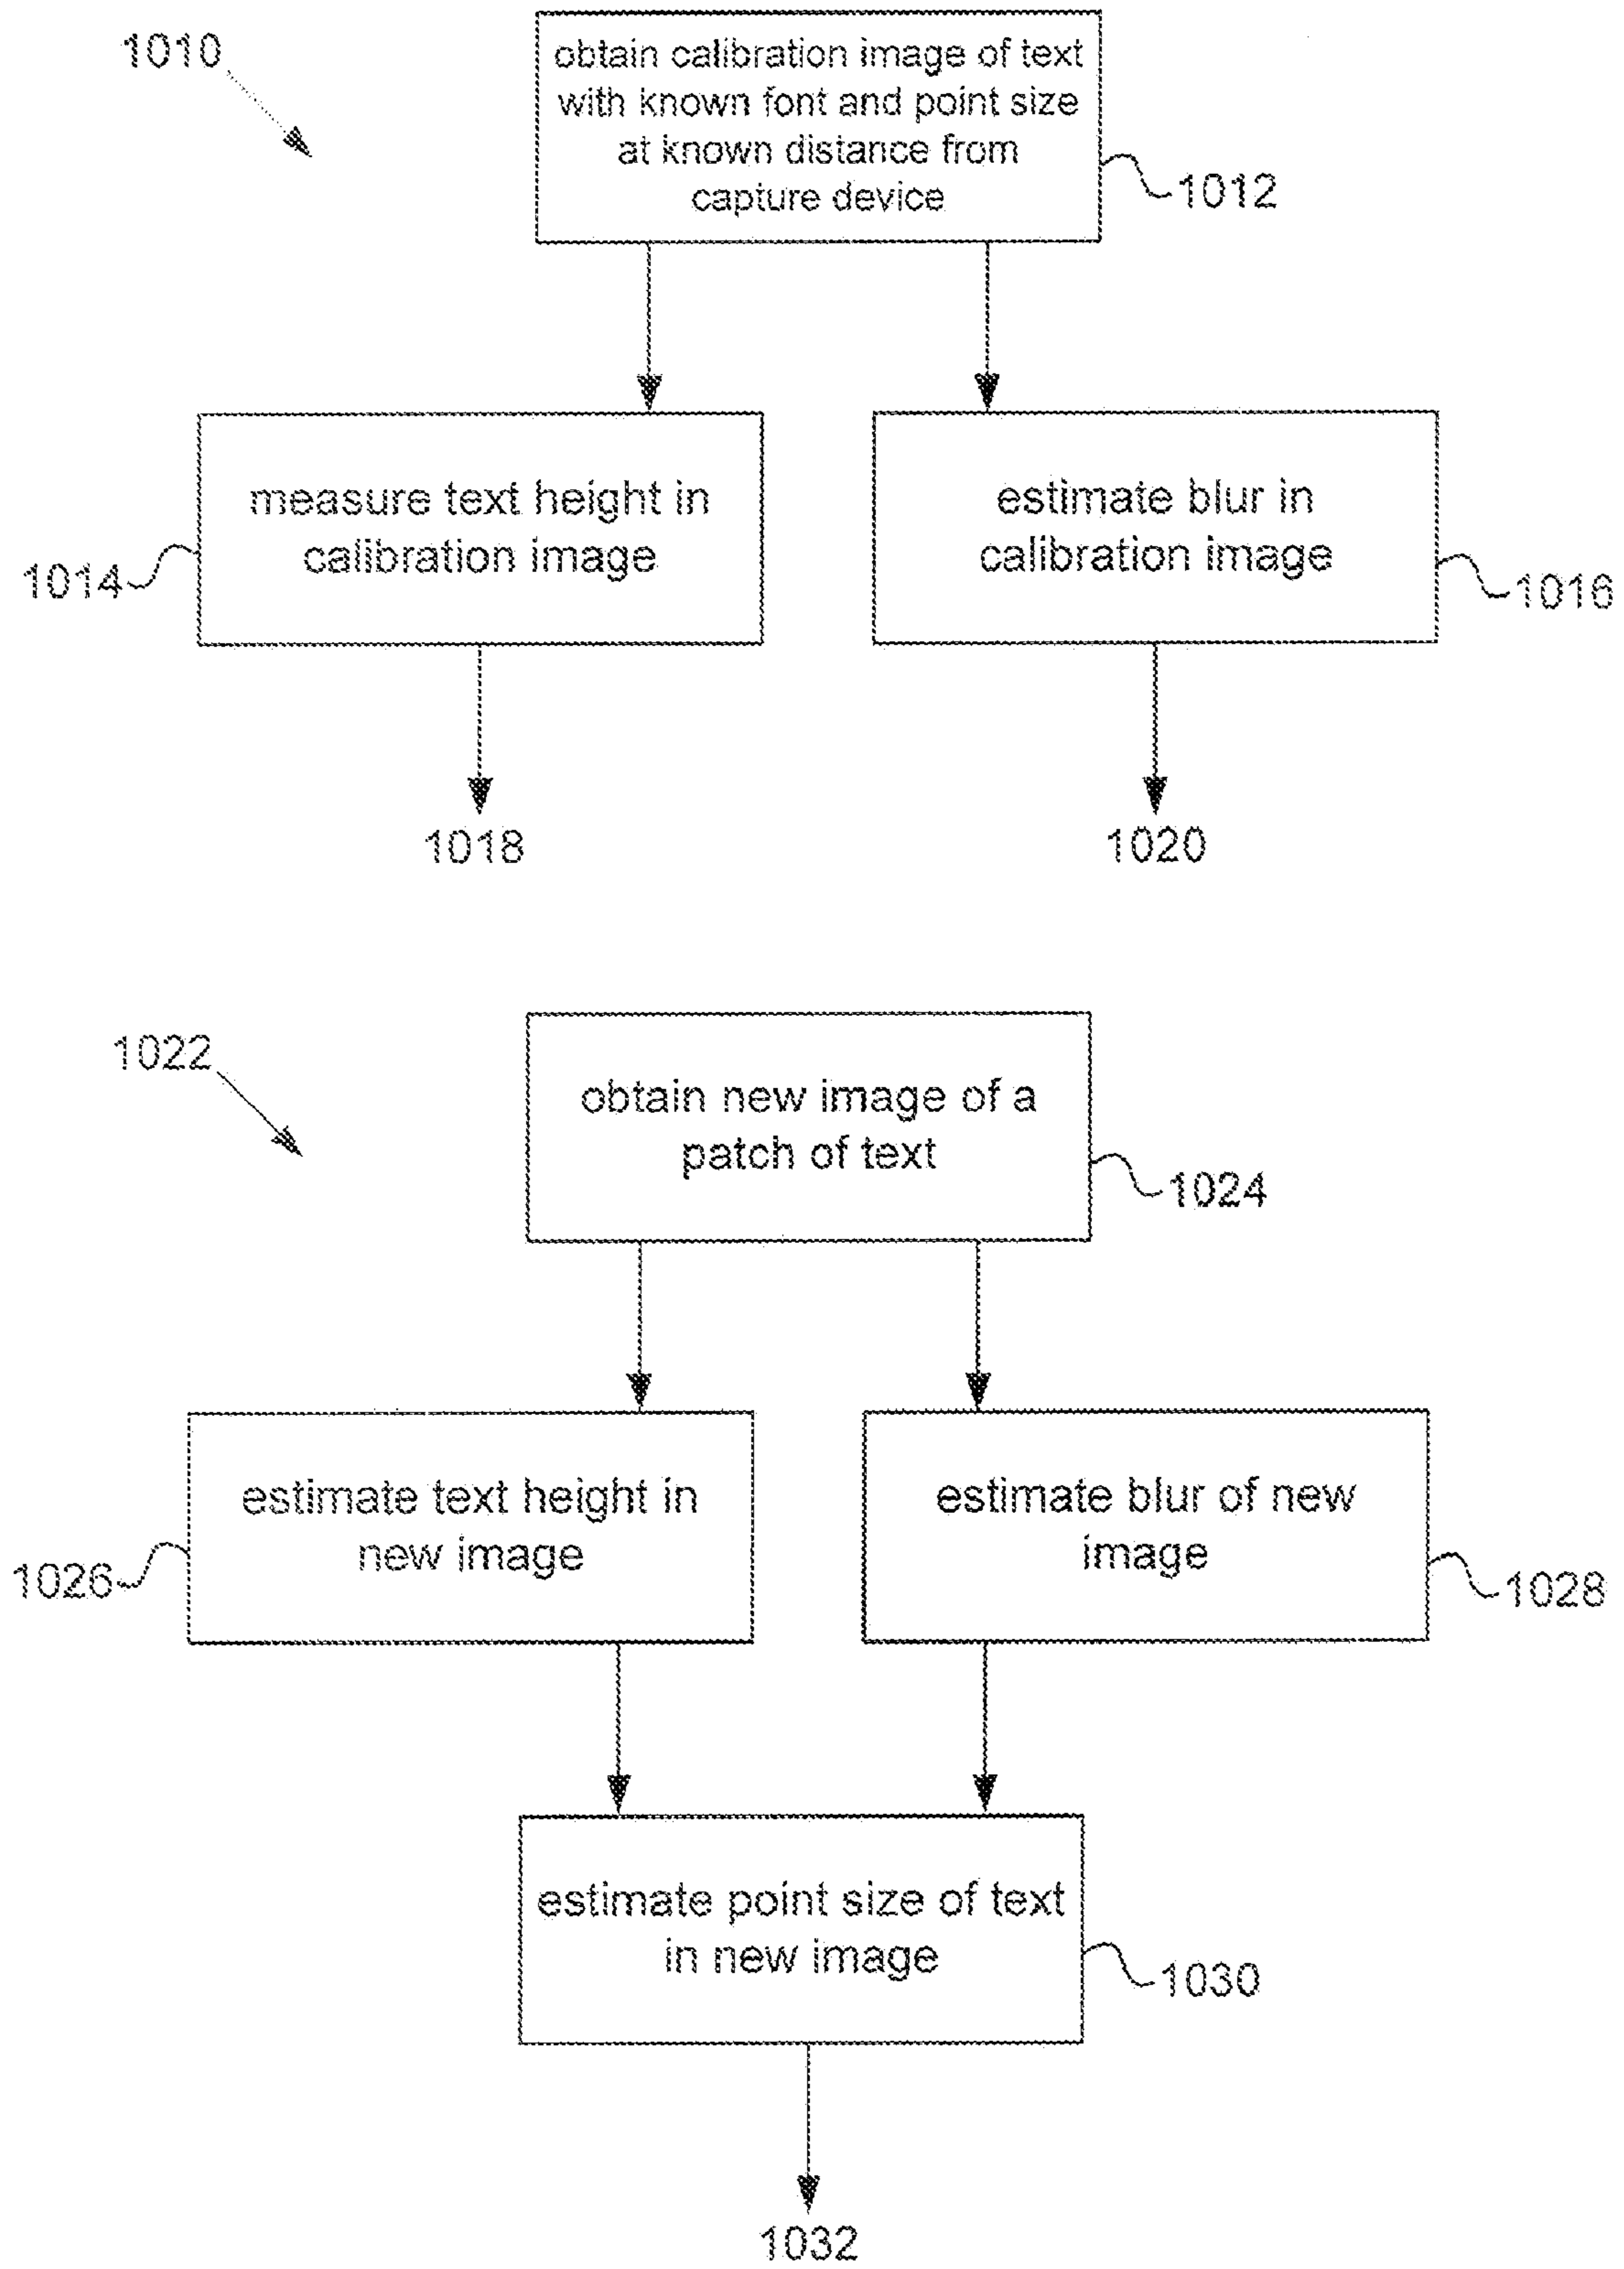 1010
obtain calibration image of text
with known font and point size
at known distance from
capture device
1012
measure text height in
calibration image
1014
estimate blur in
calibration image
1016
1018
1020
1022
obtain new image of a
patch of text
1024
estimate text height in
new image
1026
estimate blur of new
image
1028
estimate point size of text
in new image
1030
1032